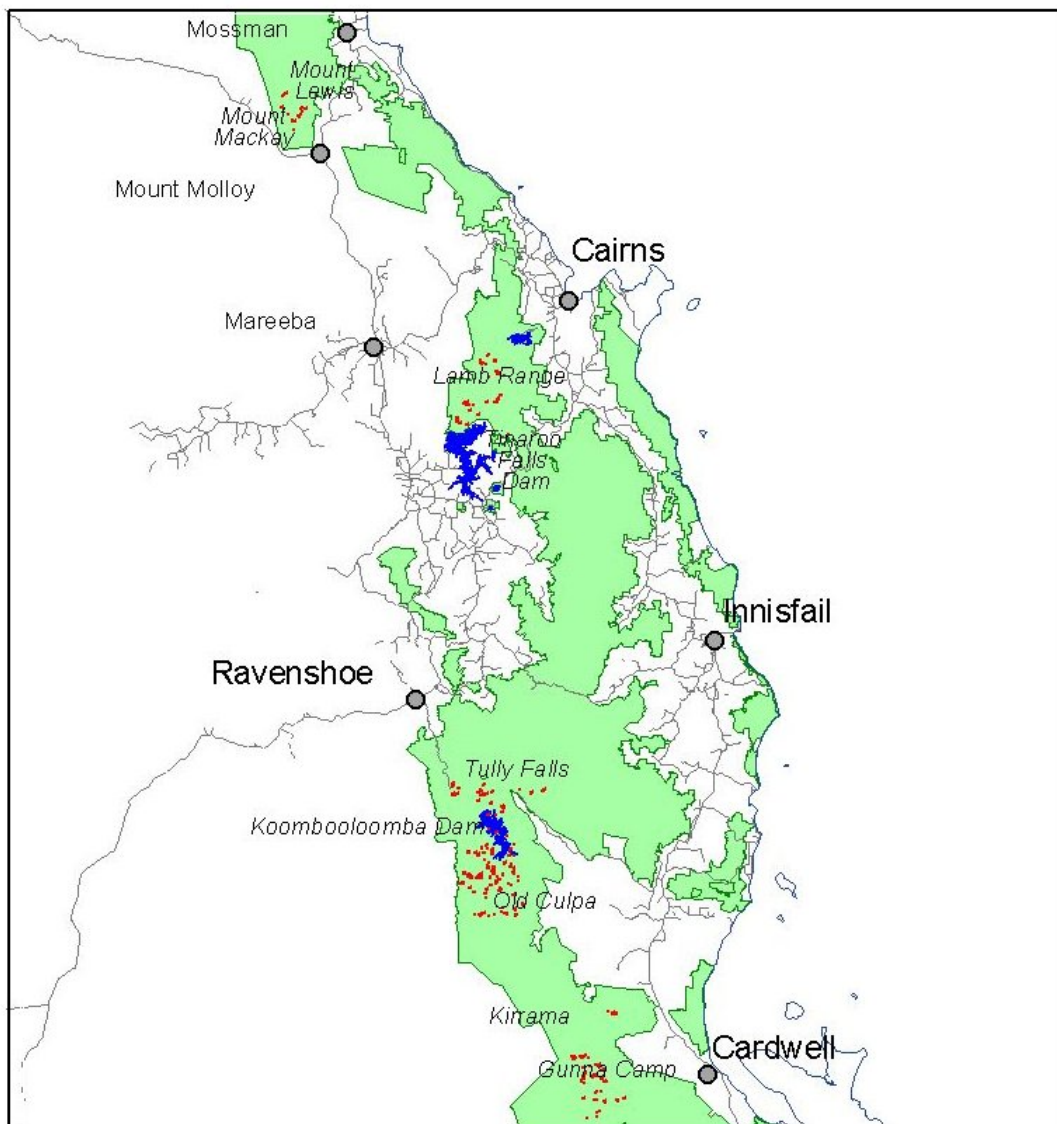 Mossman
Mount
Lewis
Mount
Mackay
Mount Molloy
Cairns
Mareeba
Lamb Range
Tinaroo
Falls
Dam
Innisfail
Ravenshoe
Tully Falls
Koombooloomba Dam
Old Culpa
Kirrama
Gunna Camp
Cardwell